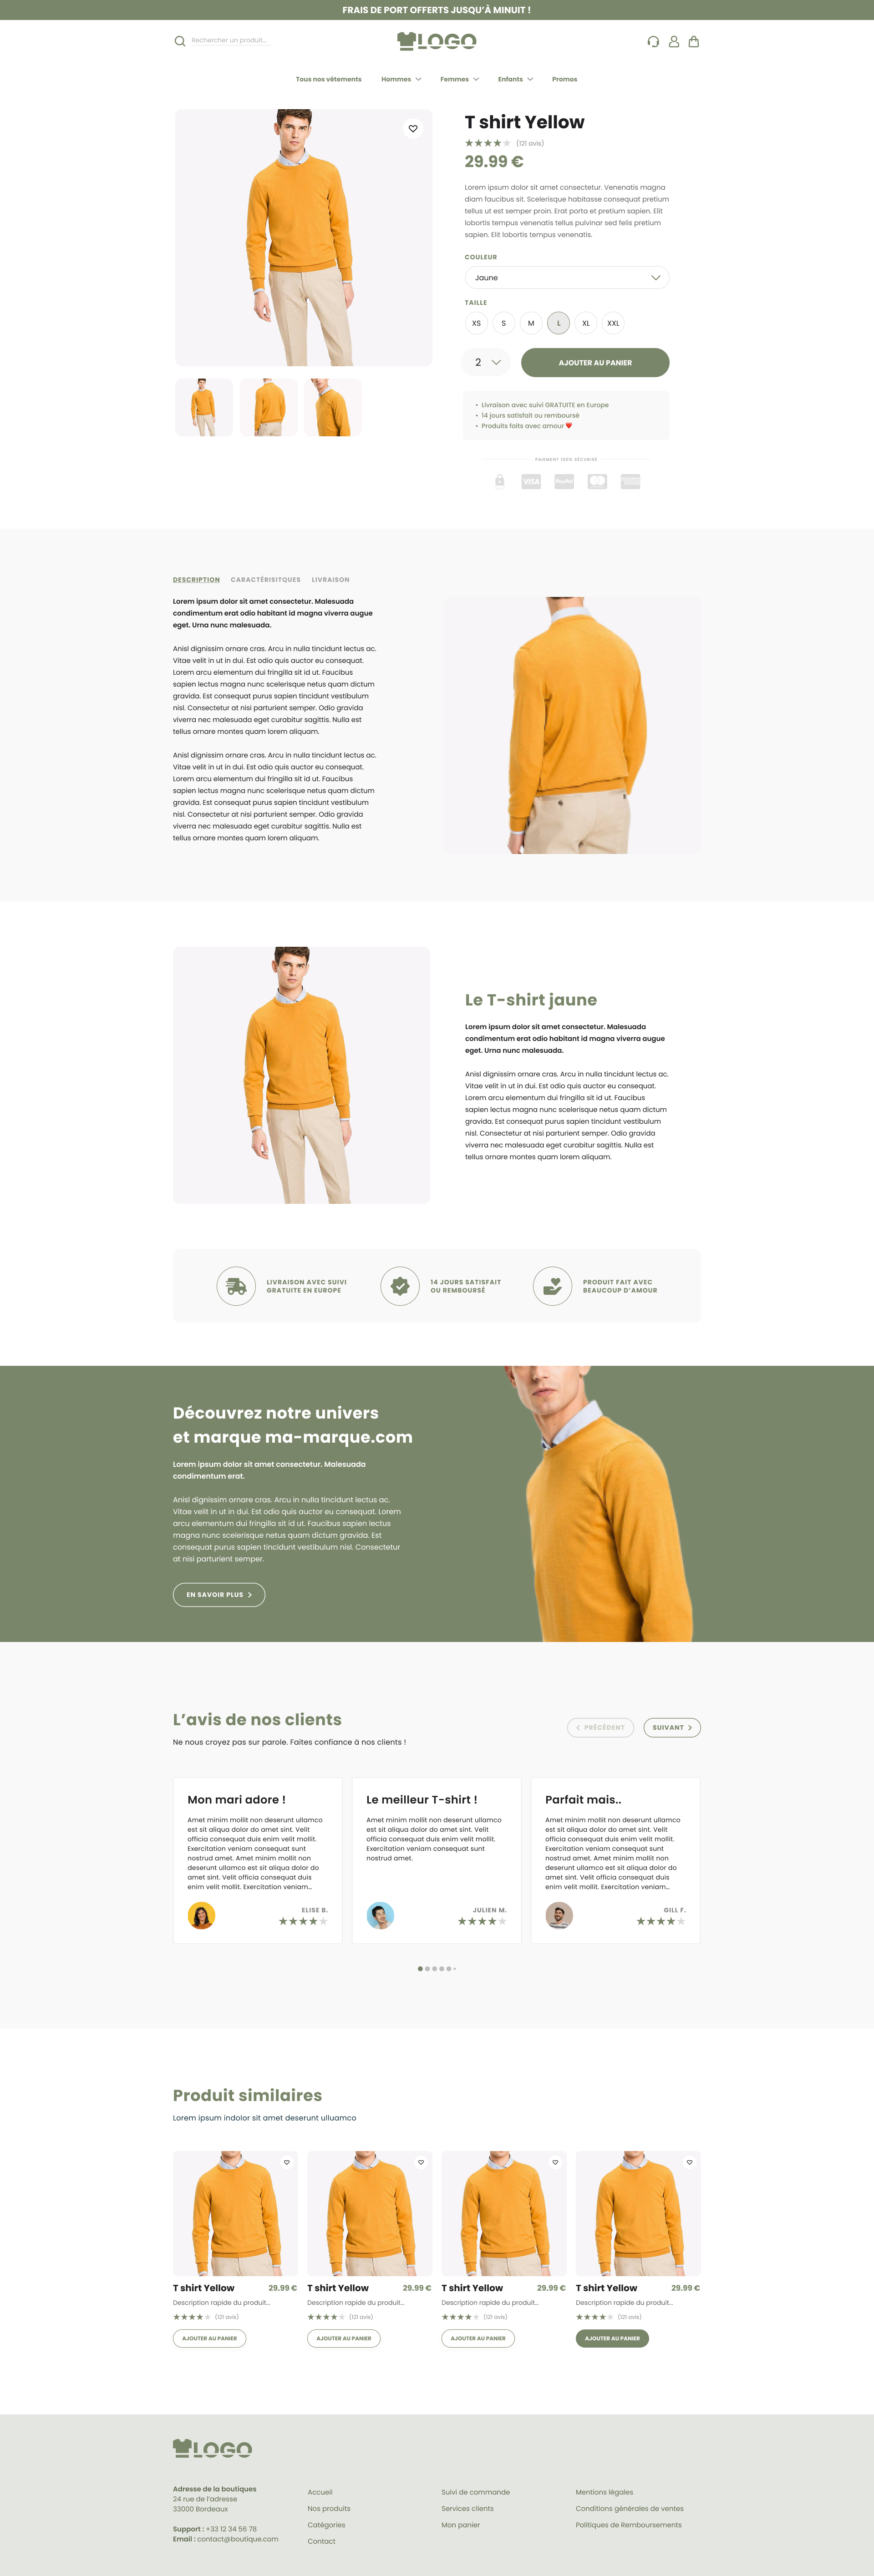 FRAIS DE PORT OFFERTS JUSQU'À MINUIT !
Rechercher un produit...
LOGO
Tous nos vêtements
Hommes
Femmes
Enfants
Promos
T shirt Yellow
(121 avis)
29.99 €
Lorem ipsum dolor sit amet consectetur. Venenatis magna
diam faucibus sit. Scelerisque habitasse consequat pretium
tellus ut est semper proin. Erat porta et pretium sapien. Elit
lobortis tempus venenatis tellus pulvinar sed felis pretium
sapien. Elit lobortis tempus venenatis.
COULEUR
Jaune
TAILLE
XS
S
M
L
XL
XXL
2
AJOUTER AU PANIER
• Livraison avec suivi GRATUITE en Europe
• 14 jours satisfait ou remboursé
• Produits faits avec amour ❤️
PAIEMENT 100% SÉCURISÉ
VISA
PayPal
DESCRIPTION
CARACTÉRISITQUES
LIVRAISON
Lorem ipsum dolor sit amet consectetur. Malesuada
condimentum erat odio habitant id magna viverra augue
eget. Urna nunc malesuada.
Anisl dignissim ornare cras. Arcu in nulla tincidunt lectus ac.
Vitae velit in ut in dui. Est odio quis auctor eu consequat.
Lorem arcu elementum dui fringilla sit id ut. Faucibus
sapien lectus magna nunc scelerisque netus quam dictum
gravida. Est consequat purus sapien tincidunt vestibulum
nisl. Consectetur at nisi parturient semper. Odio gravida
viverra nec malesuada eget curabitur sagittis. Nulla est
tellus ornare montes quam lorem aliquam.
Anisl dignissim ornare cras. Arcu in nulla tincidunt lectus ac.
Vitae velit in ut in dui. Est odio quis auctor eu consequat.
Lorem arcu elementum dui fringilla sit id ut. Faucibus
sapien lectus magna nunc scelerisque netus quam dictum
gravida. Est consequat purus sapien tincidunt vestibulum
nisl. Consectetur at nisi parturient semper. Odio gravida
viverra nec malesuada eget curabitur sagittis. Nulla est
tellus ornare montes quam lorem aliquam.
Le T-shirt jaune
Lorem ipsum dolor sit amet consectetur. Malesuada
condimentum erat odio habitant id magna viverra augue
eget. Urna nunc malesuada.
Anisl dignissim ornare cras. Arcu in nulla tincidunt lectus ac.
Vitae velit in ut in dui. Est odio quis auctor eu consequat.
Lorem arcu elementum dui fringilla sit id ut. Faucibus
sapien lectus magna nunc scelerisque netus quam dictum
gravida. Est consequat purus sapien tincidunt vestibulum
nisl. Consectetur at nisi parturient semper. Odio gravida
viverra nec malesuada eget curabitur sagittis. Nulla est
tellus ornare montes quam lorem aliquam.
LIVRAISON AVEC SUIVI
GRATUITE EN EUROPE
14 JOURS SATISFAIT
OU REMBOURSÉ
PRODUIT FAIT AVEC
BEAUCOUP D'AMOUR
Découvrez notre univers
et marque ma-marque.com
Lorem ipsum dolor sit amet consectetur. Malesuada
condimentum erat.
Anisl dignissim ornare cras. Arcu in nulla tincidunt lectus ac.
Vitae velit in ut in dui. Est odio quis auctor eu consequat. Lorem
arcu elementum dui fringilla sit id ut. Faucibus sapien lectus
magna nunc scelerisque netus quam dictum gravida. Est
consequat purus sapien tincidunt vestibulum nisl. Consectetur
at nisi parturient semper.
EN SAVOIR PLUS
L'avis de nos clients
Ne nous croyez pas sur parole. Faites confiance à nos clients !
PRÉCÉDENT
SUIVANT
Mon mari adore !
Amet minim mollit non deserunt ullamco
est sit aliqua dolor do amet sint. Velit
officia consequat duis enim velit mollit.
Exercitation veniam consequat sunt
nostrud amet. Amet minim mollit non
deserunt ullamco est sit aliqua dolor do
amet sint. Velit officia consequat duis
enim velit mollit. Exercitation veniam...
ELISE B.
Le meilleur T-shirt !
Amet minim mollit non deserunt ullamco
est sit aliqua dolor do amet sint. Velit
officia consequat duis enim velit mollit.
Exercitation veniam consequat sunt
nostrud amet.
JULIEN M.
Parfait mais..
Amet minim mollit non deserunt ullamco
est sit aliqua dolor do amet sint. Velit
officia consequat duis enim velit mollit.
Exercitation veniam consequat sunt
nostrud amet. Amet minim mollit non
deserunt ullamco est sit aliqua dolor do
amet sint. Velit officia consequat duis
enim velit mollit. Exercitation veniam...
GILL F.
Produit similaires
Lorem ipsum indolor sit amet deserunt ulluamco
T shirt Yellow 29.99 €
Description rapide du produit...
(121 avis)
AJOUTER AU PANIER
T shirt Yellow 29.99 €
Description rapide du produit...
(121 avis)
AJOUTER AU PANIER
T shirt Yellow 29.99 €
Description rapide du produit...
(121 avis)
AJOUTER AU PANIER
T shirt Yellow 29.99 €
Description rapide du produit...
(121 avis)
AJOUTER AU PANIER
LOGO
Adresse de la boutiques
24 rue de l'adresse
33000 Bordeaux
Support : +33 12 34 56 78
Email : contact@boutique.com
Accueil
Nos produits
Catégories
Contact
Suivi de commande
Services clients
Mon panier
Mentions légales
Conditions générales de ventes
Politiques de Remboursements